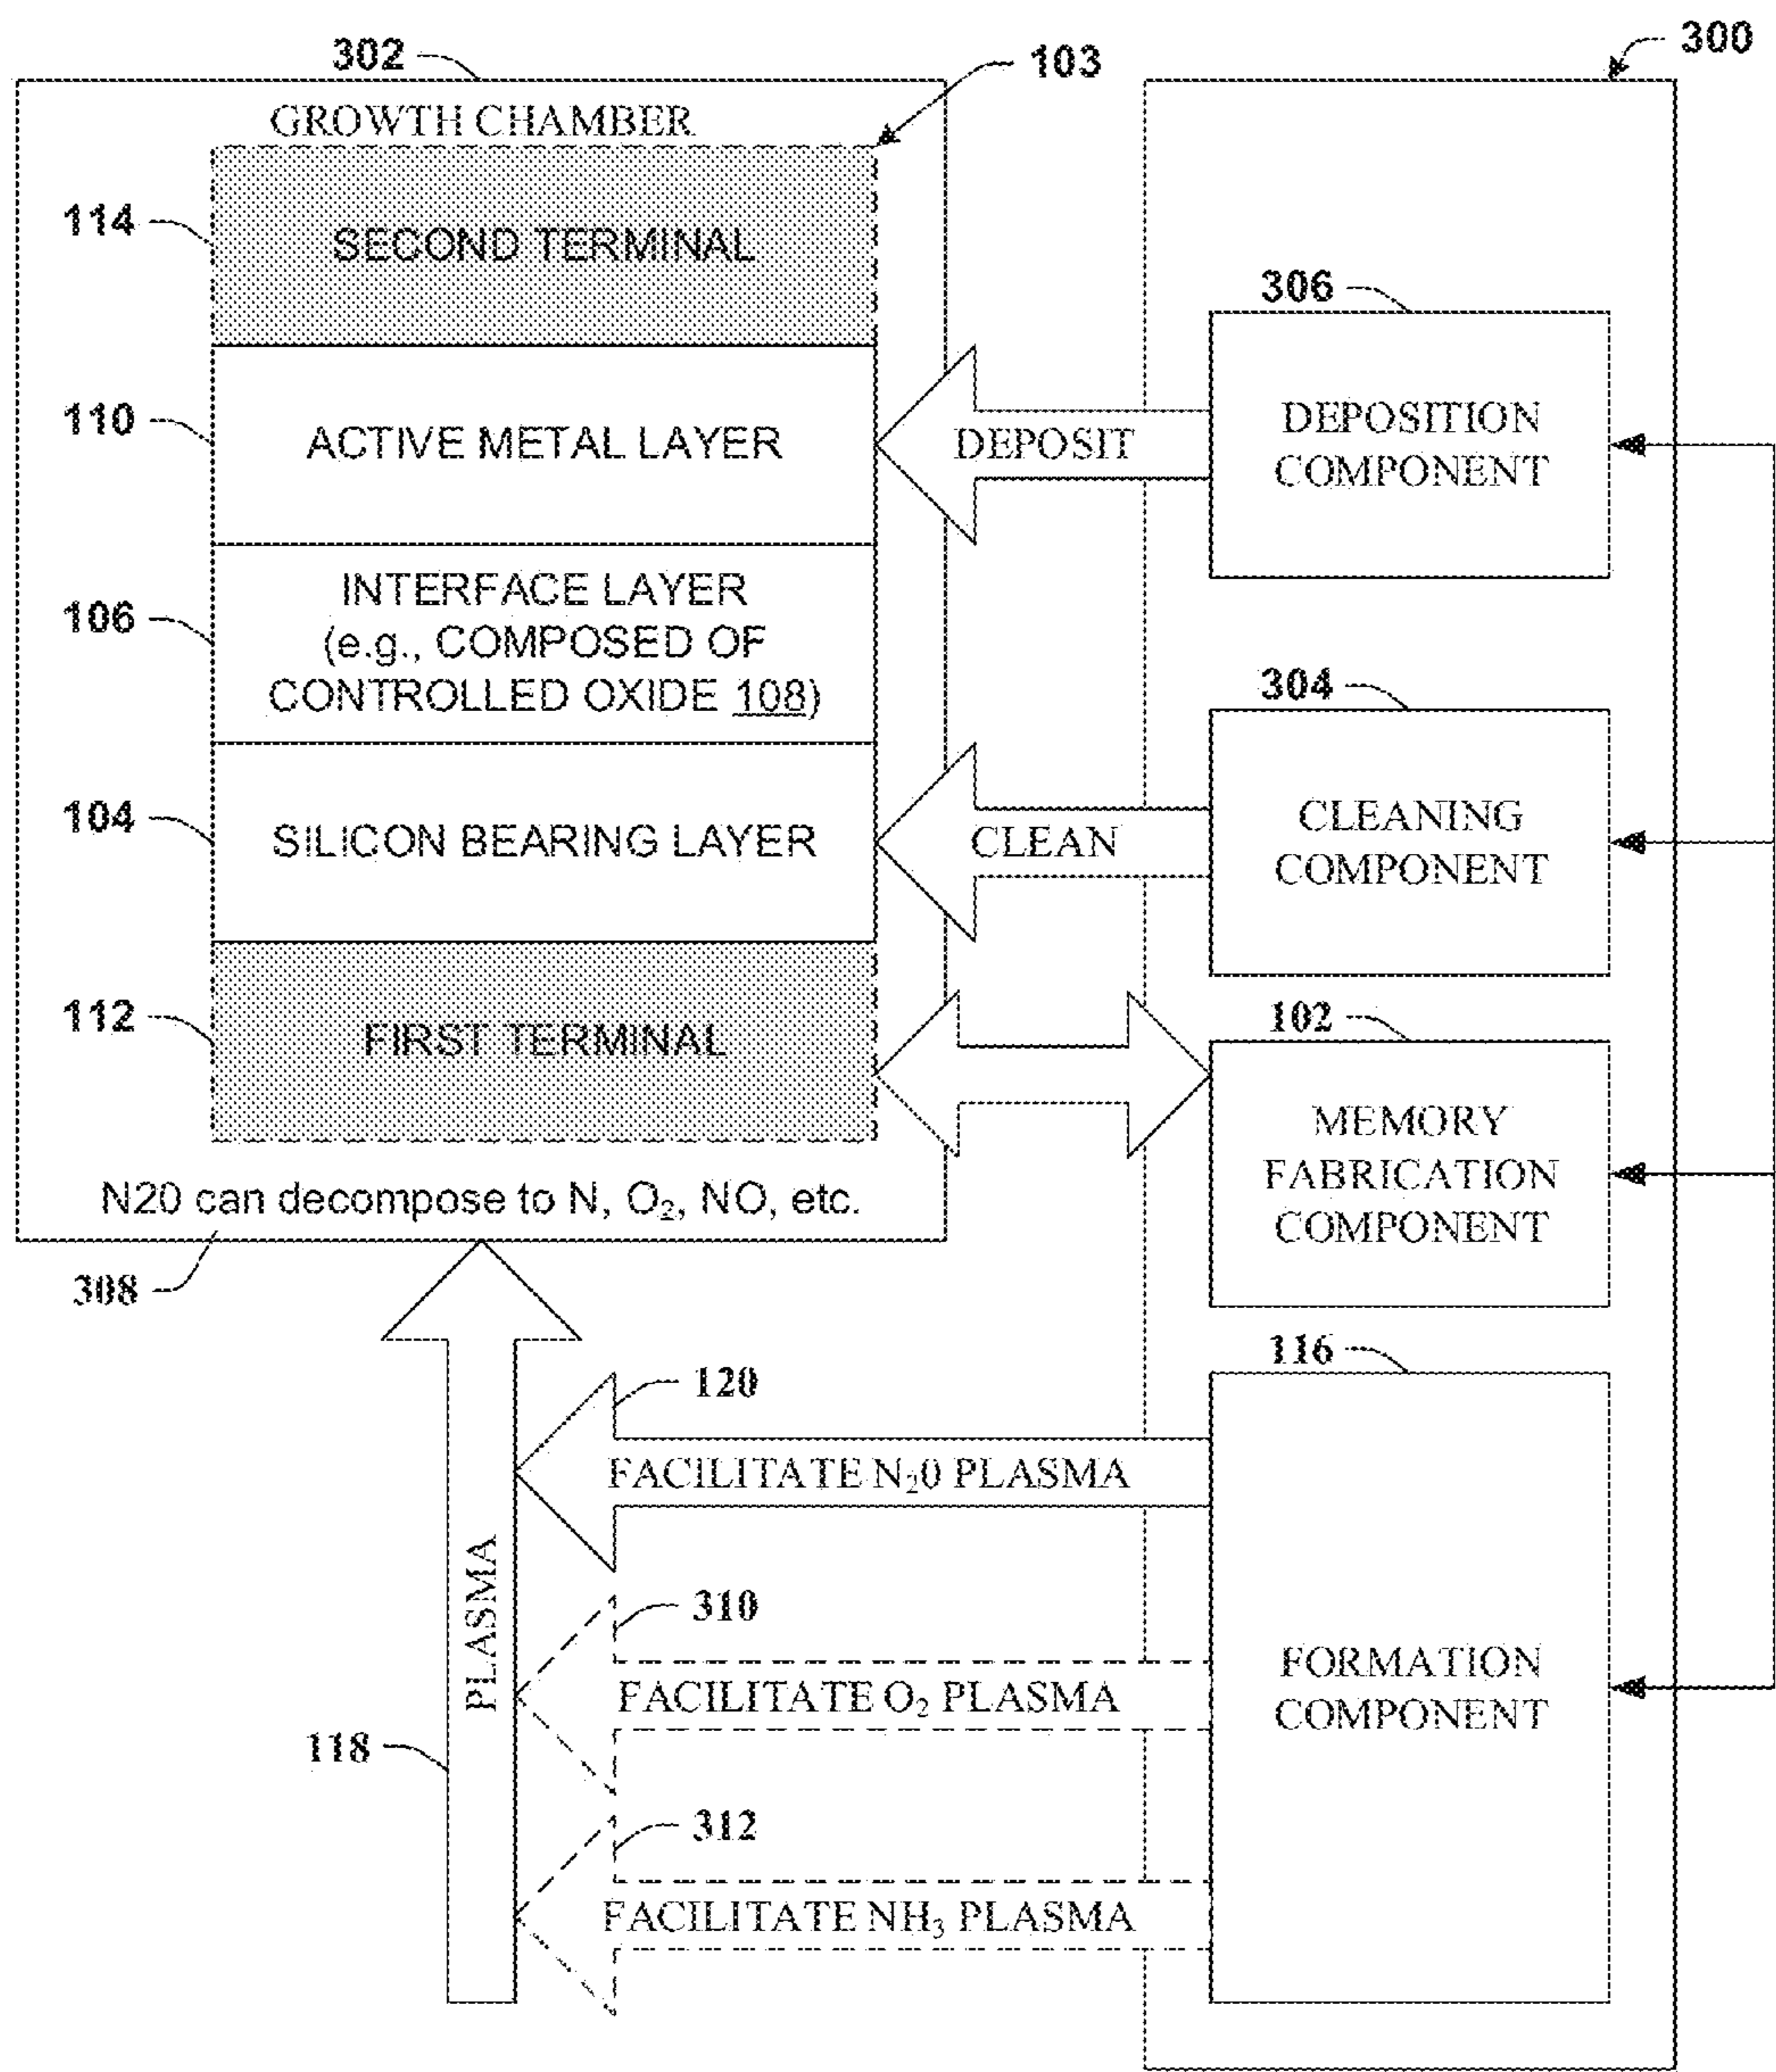 300
302
103
GROWTH CHAMBER
114
SECOND TERMINAL
306
110
ACTIVE METAL LAYER
DEPOSIT
DEPOSITION
COMPONENT
106
INTERFACE LAYER
(e.g., COMPOSED OF
CONTROLLED OXIDE 108)
304
104
SILICON BEARING LAYER
CLEAN
CLEANING
COMPONENT
112
FIRST TERMINAL
102
MEMORY
FABRICATION
COMPONENT
N20 can decompose to N, O₂, NO, etc.
308
116
120
FACILITATE N₂0 PLASMA
PLASMA
118
310
FACILITATE O₂ PLASMA
FORMATION
COMPONENT
312
FACILITATE NH₃ PLASMA